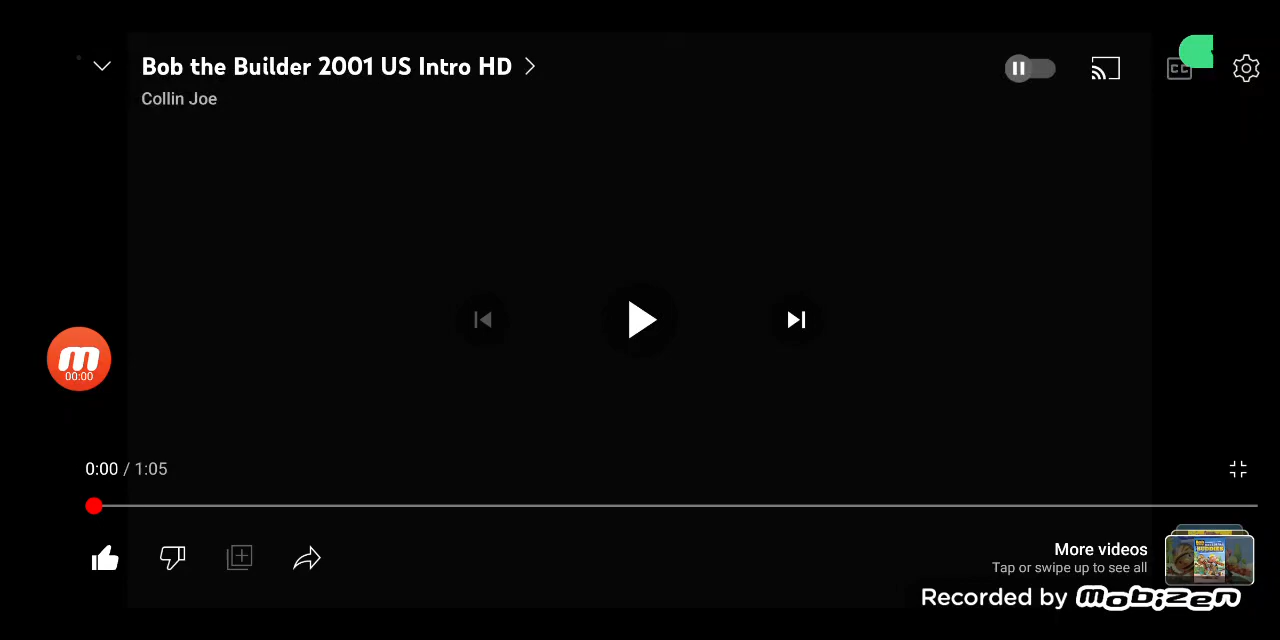 Bob the Builder 2001 US Intro HD
Collin Joe
CC
m
00:00
0:00 / 1:05
More videos
Tap or swipe up to see all
Recorded by mobizen